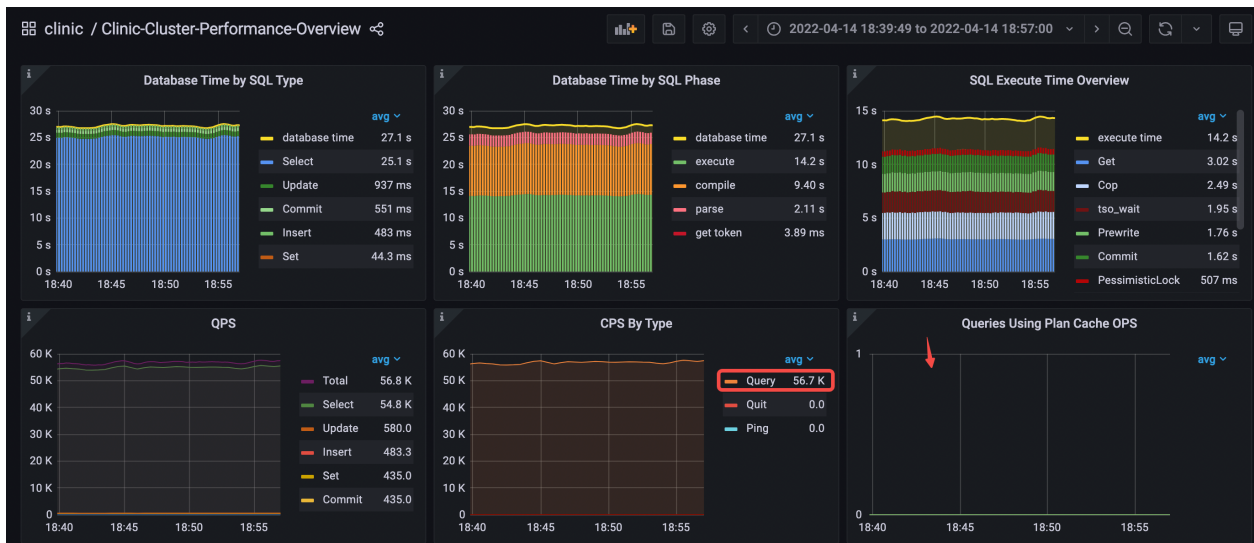 clinic / Clinic-Cluster-Performance-Overview
2022-04-14 18:39:49 to 2022-04-14 18:57:00
Database Time by SQL Type
30 s
25 s
20 s
15 s
10 s
5 s
0 s
18:40 18:45 18:50 18:55
avg
database time 27.1 s
Select 25.1 s
Update 937 ms
Commit 551 ms
Insert 483 ms
Set 44.3 ms
Database Time by SQL Phase
30 s
25 s
20 s
15 s
10 s
5 s
0 s
18:40 18:45 18:50 18:55
avg
database time 27.1 s
execute 14.2 s
compile 9.40 s
parse 2.11 s
get token 3.89 ms
SQL Execute Time Overview
15 s
10 s
5 s
0 s
18:40 18:45 18:50 18:55
avg
execute time 14.2 s
Get 3.02 s
Cop 2.49 s
tso_wait 1.95 s
Prewrite 1.76 s
Commit 1.62 s
PessimisticLock 507 ms
QPS
60 K
50 K
40 K
30 K
20 K
10 K
0
18:40 18:45 18:50 18:55
avg
Total 56.8 K
Select 54.8 K
Update 580.0
Insert 483.3
Set 435.0
Commit 435.0
CPS By Type
60 K
50 K
40 K
30 K
20 K
10 K
0
18:40 18:45 18:50 18:55
avg
Query 56.7 K
Quit 0.0
Ping 0.0
Queries Using Plan Cache OPS
1
0
18:40 18:45 18:50 18:55
avg